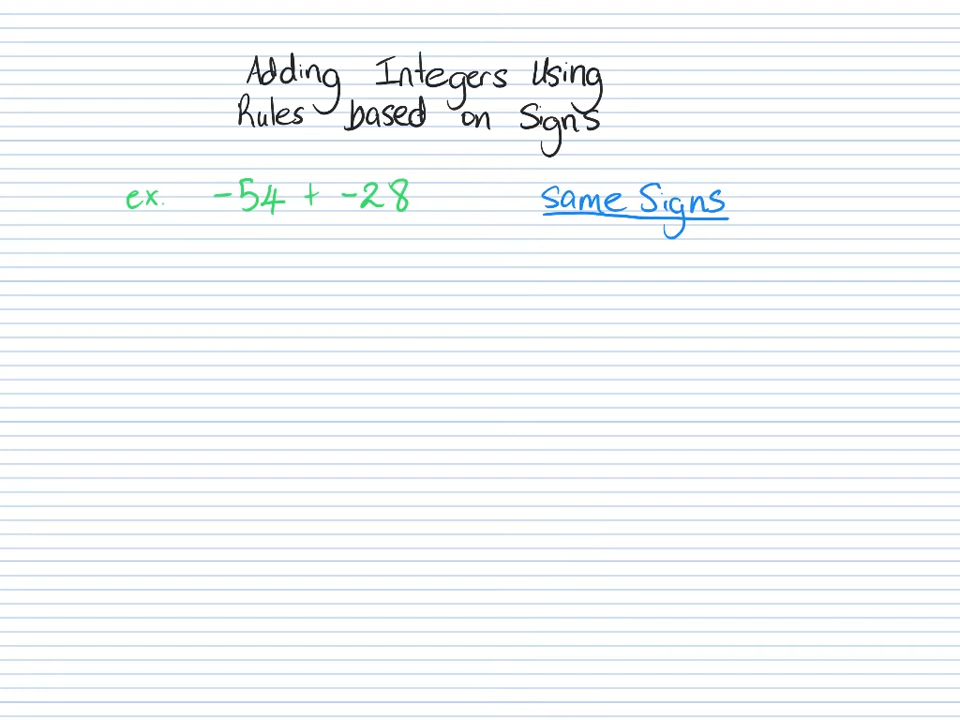 Adding Integers Using
Rules based on Signs
ex. -54 + -28
same Signs